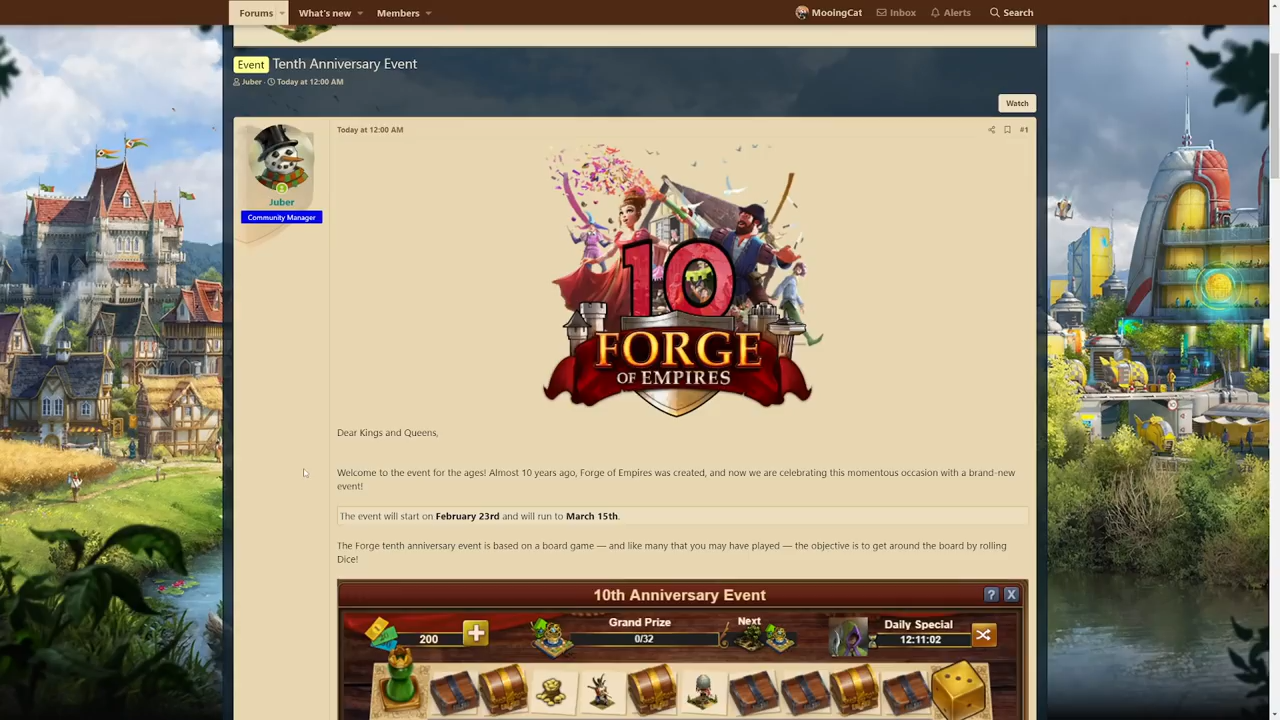 Forums
What's new
Members
MooingCat
Inbox
Alerts
Search
Event Tenth Anniversary Event
Juber · Today at 12:00 AM
Watch
Today at 12:00 AM
#1
Juber
Community Manager
10
FORGE
OF EMPIRES
Dear Kings and Queens,
Welcome to the event for the ages! Almost 10 years ago, Forge of Empires was created, and now we are celebrating this momentous occasion with a brand-new
event!
The event will start on February 23rd and will run to March 15th.
The Forge tenth anniversary event is based on a board game — and like many that you may have played — the objective is to get around the board by rolling
Dice!
10th Anniversary Event
? X
200
Grand Prize
0/32
Next
Daily Special
12:11:02